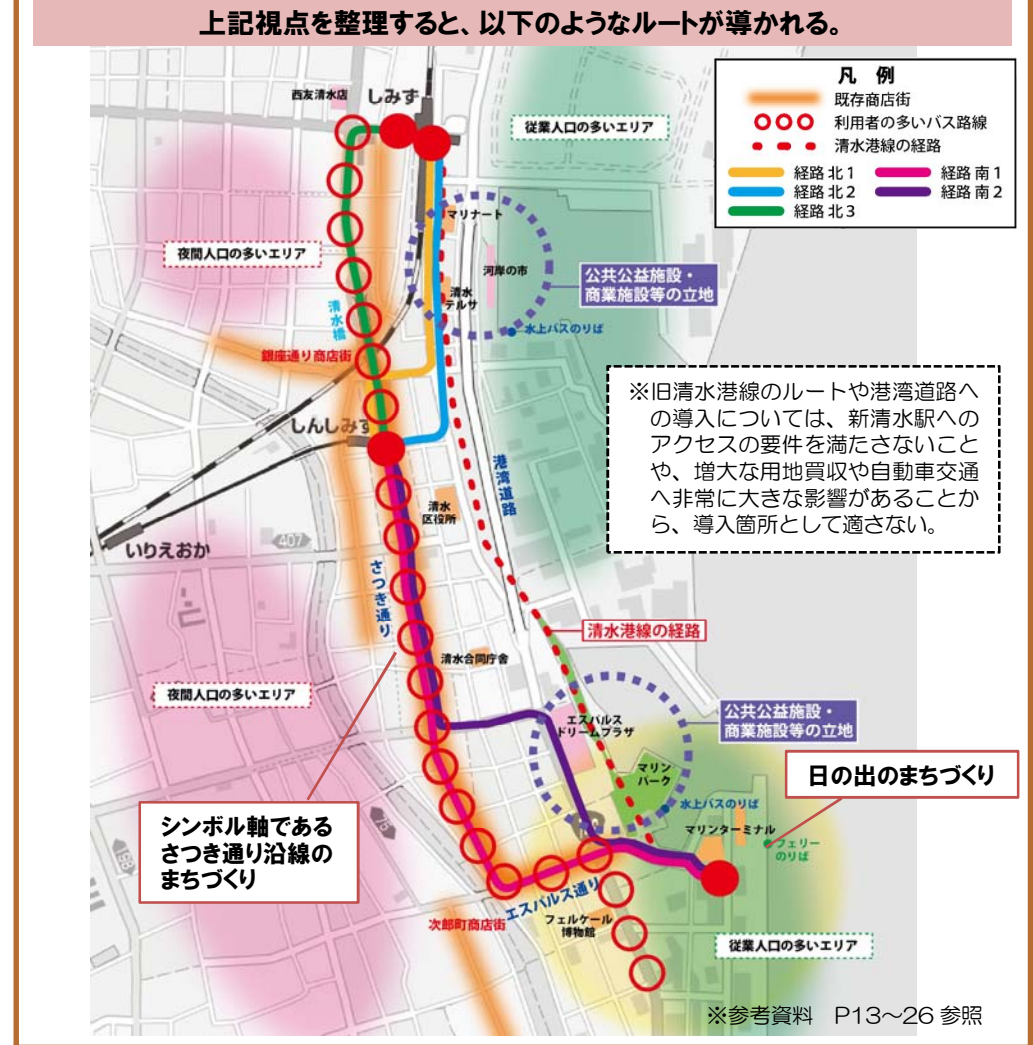 上記視点を整理すると、以下のようなルートが導かれる。
凡 例
既存商店街
利用者の多いバス路線
清水港線の経路
経路 北1
経路 南1
経路 北2
経路 南2
経路 北3
西友清水店
しみず
従業人口の多いエリア
マリナート
夜間人口の多いエリア
河岸の市
公共公益施設・
商業施設等の立地
清水
テルサ
清水橋
水上バスのりば
銀座通り商店街
※旧清水港線のルートや港湾道路へ
の導入については、新清水駅への
アクセスの要件を満たさないこと
や、増大な用地買収や自動車交通
へ非常に大きな影響があることか
ら、導入箇所として適さない。
しんしみず
港湾道路
清水
区役所
407
いりえおか
さつき通り
清水港線の経路
清水合同庁舎
夜間人口の多いエリア
エスパルス
ドリームプラザ
公共公益施設・
商業施設等の立地
マリン
パーク
日の出のまちづくり
水上バスのりば
マリンターミナル
フェリー
のりば
シンボル軸である
さつき通り沿線の
まちづくり
75
198
エスパルス通り
次郎町商店街
フェルケール
博物館
従業人口の多いエリア
※参考資料 P13～26 参照